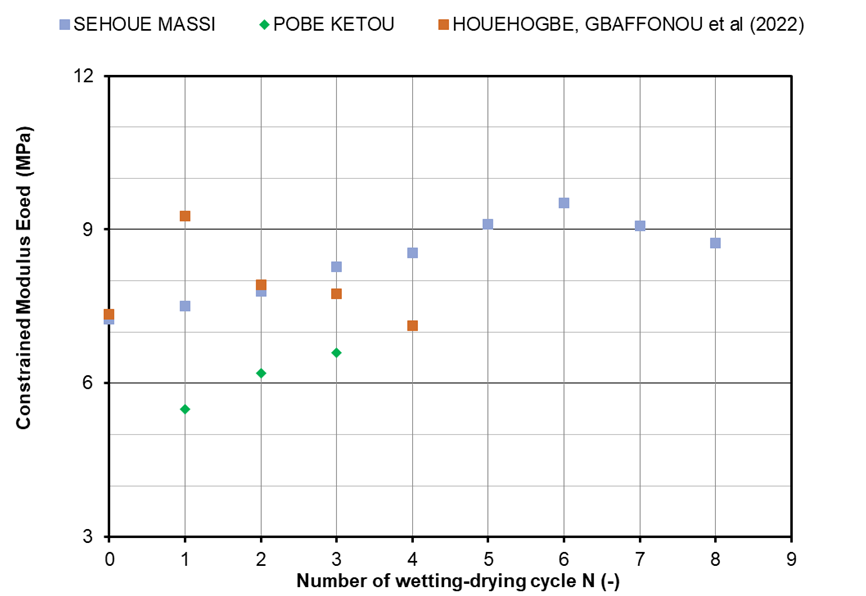 SEHOUE MASSI POBE KETOU HOUEHOGBE, GBAFFONOU et al (2022)
Constrained Modulus Eoed (MPa)
12
9
6
3
0 1 2 3 4 5 6 7 8 9
Number of wetting-drying cycle N (-)